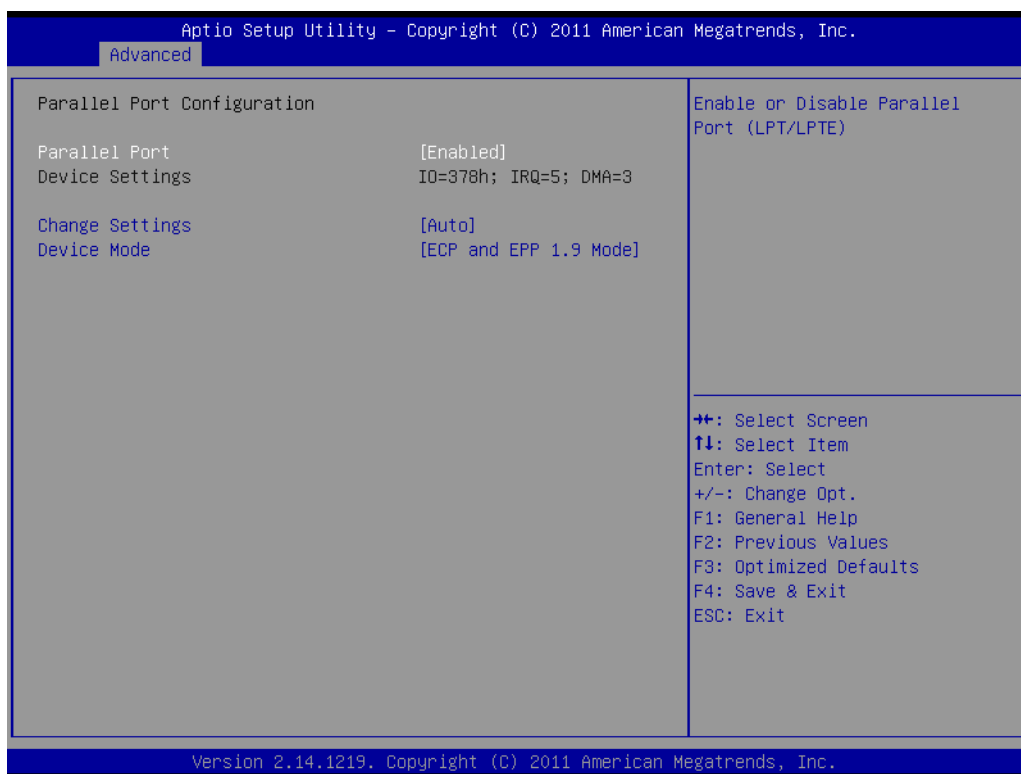 Aptio Setup Utility – Copyright (C) 2011 American Megatrends, Inc.
Advanced
Parallel Port Configuration
Parallel Port [Enabled]
Device Settings IO=378h; IRQ=5; DMA=3
Change Settings [Auto]
Device Mode [ECP and EPP 1.9 Mode]
Enable or Disable Parallel
Port (LPT/LPTE)
→←: Select Screen
↑↓: Select Item
Enter: Select
+/-: Change Opt.
F1: General Help
F2: Previous Values
F3: Optimized Defaults
F4: Save & Exit
ESC: Exit
Version 2.14.1219. Copyright (C) 2011 American Megatrends, Inc.